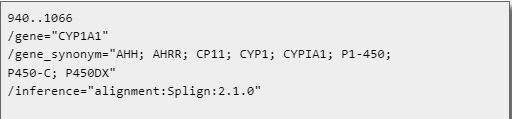 940..1066
/gene="CYP1A1"
/gene_synonym="AHH; AHRR; CP11; CYP1; CYPIA1; P1-450;
P450-C; P450DX"
/inference="alignment:Splign:2.1.0"